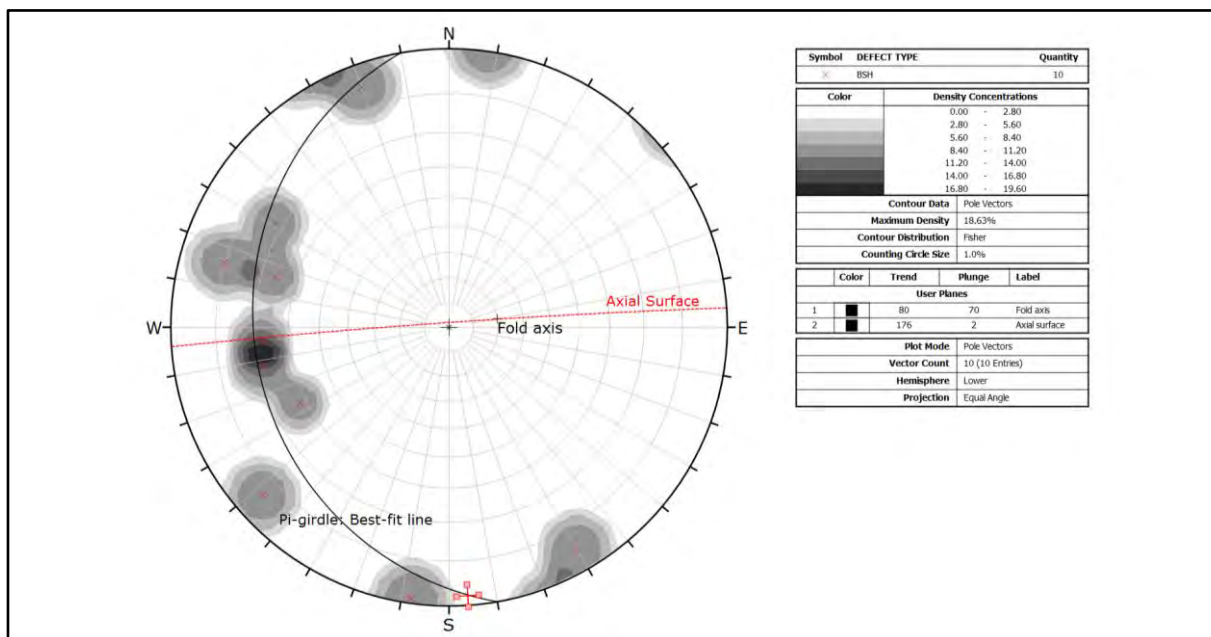 N
Axial Surface
W
Fold axis
E
Pi-girdle: Best-fit line
S
Symbol DEFECT TYPE Quantity
BSH 10
Color Density Concentrations
0.00 - 2.80
2.80 - 5.60
5.60 - 8.40
8.40 - 11.20
11.20 - 14.00
14.00 - 16.80
16.80 - 19.60
Contour Data Pole Vectors
Maximum Density 18.63%
Contour Distribution Fisher
Counting Circle Size 1.0%
Color Trend Plunge Label
User Planes
1 80 70 Fold axis
2 176 2 Axial surface
Plot Mode Pole Vectors
Vector Count 10 (10 Entries)
Hemisphere Lower
Projection Equal Angle